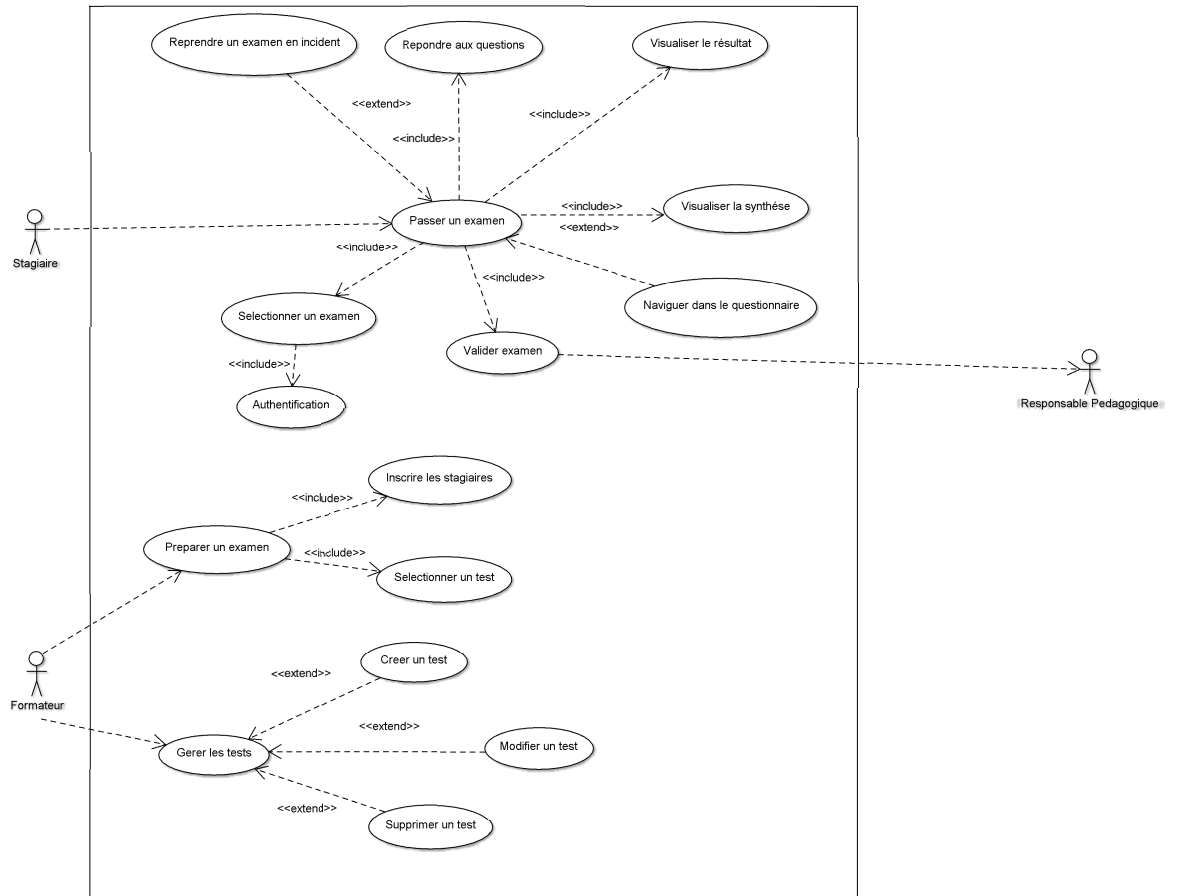 Reprendre un examen en incident
Repondre aux questions
Visualiser le résultat
<<extend>>
<<include>>
<<include>>
Visualiser la synthése
<<include>>
<<extend>>
Passer un examen
<<include>>
<<include>>
Stagiaire
Naviguer dans le questionnaire
Selectionner un examen
Valider examen
<<include>>
Authentification
Responsable Pedagogique
Inscrire les stagiaires
<<include>>
Preparer un examen
<<include>>
Selectionner un test
Creer un test
<<extend>>
Formateur
<<extend>>
Gerer les tests
Modifier un test
<<extend>>
Supprimer un test